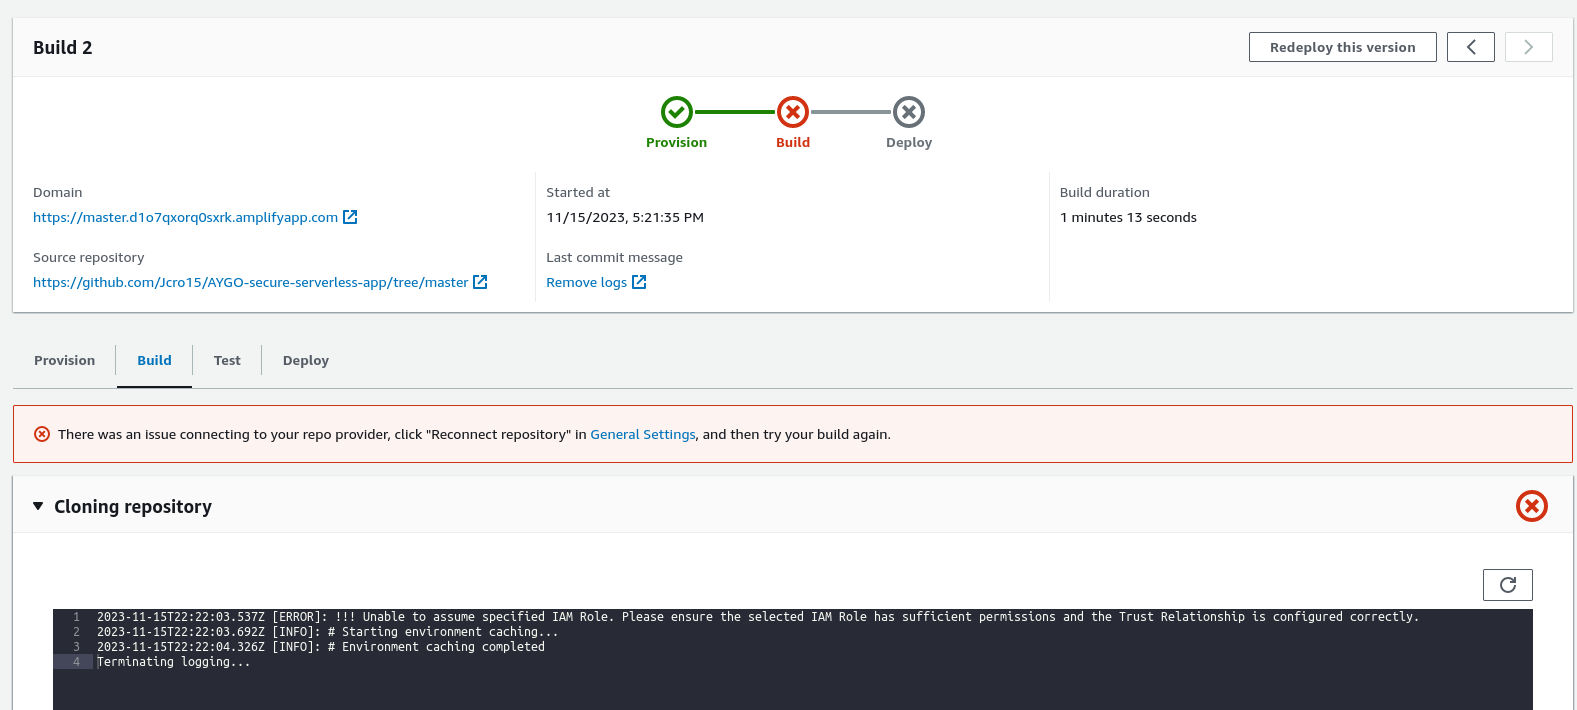 Build 2
Redeploy this version
Provision
Build
Deploy
Domain
https://master.d1o7qxorq0sxrk.amplifyapp.com
Started at
11/15/2023, 5:21:35 PM
Build duration
1 minutes 13 seconds
Source repository
https://github.com/Jcro15/AYGO-secure-serverless-app/tree/master
Last commit message
Remove logs
Provision
Build
Test
Deploy
There was an issue connecting to your repo provider, click "Reconnect repository" in General Settings, and then try your build again.
Cloning repository
1 2023-11-15T22:22:03.537Z [ERROR]: !!! Unable to assume specified IAM Role. Please ensure the selected IAM Role has sufficient permissions and the Trust Relationship is configured correctly.
2 2023-11-15T22:22:03.692Z [INFO]: # Starting environment caching...
3 2023-11-15T22:22:04.326Z [INFO]: # Environment caching completed
4 Terminating logging...